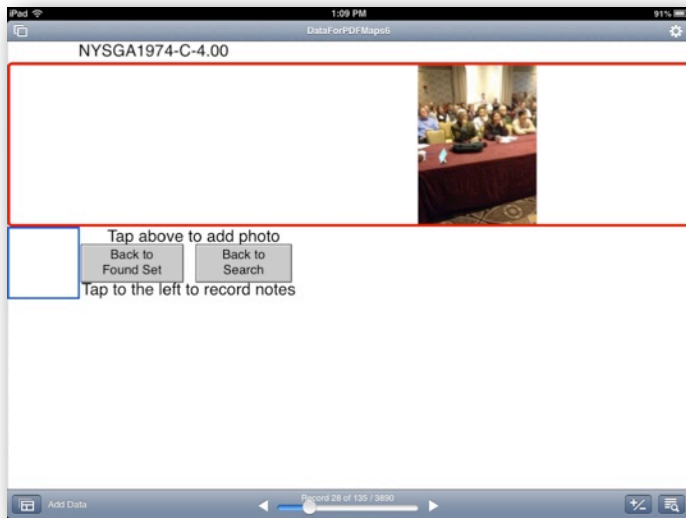 iPad 1:09 PM 91%
DataForPDFMaps6
NYSGA1974-C-4.00
Tap above to add photo
Back to Found Set
Back to Search
Tap to the left to record notes
Add Data
Record 28 of 135 / 3890